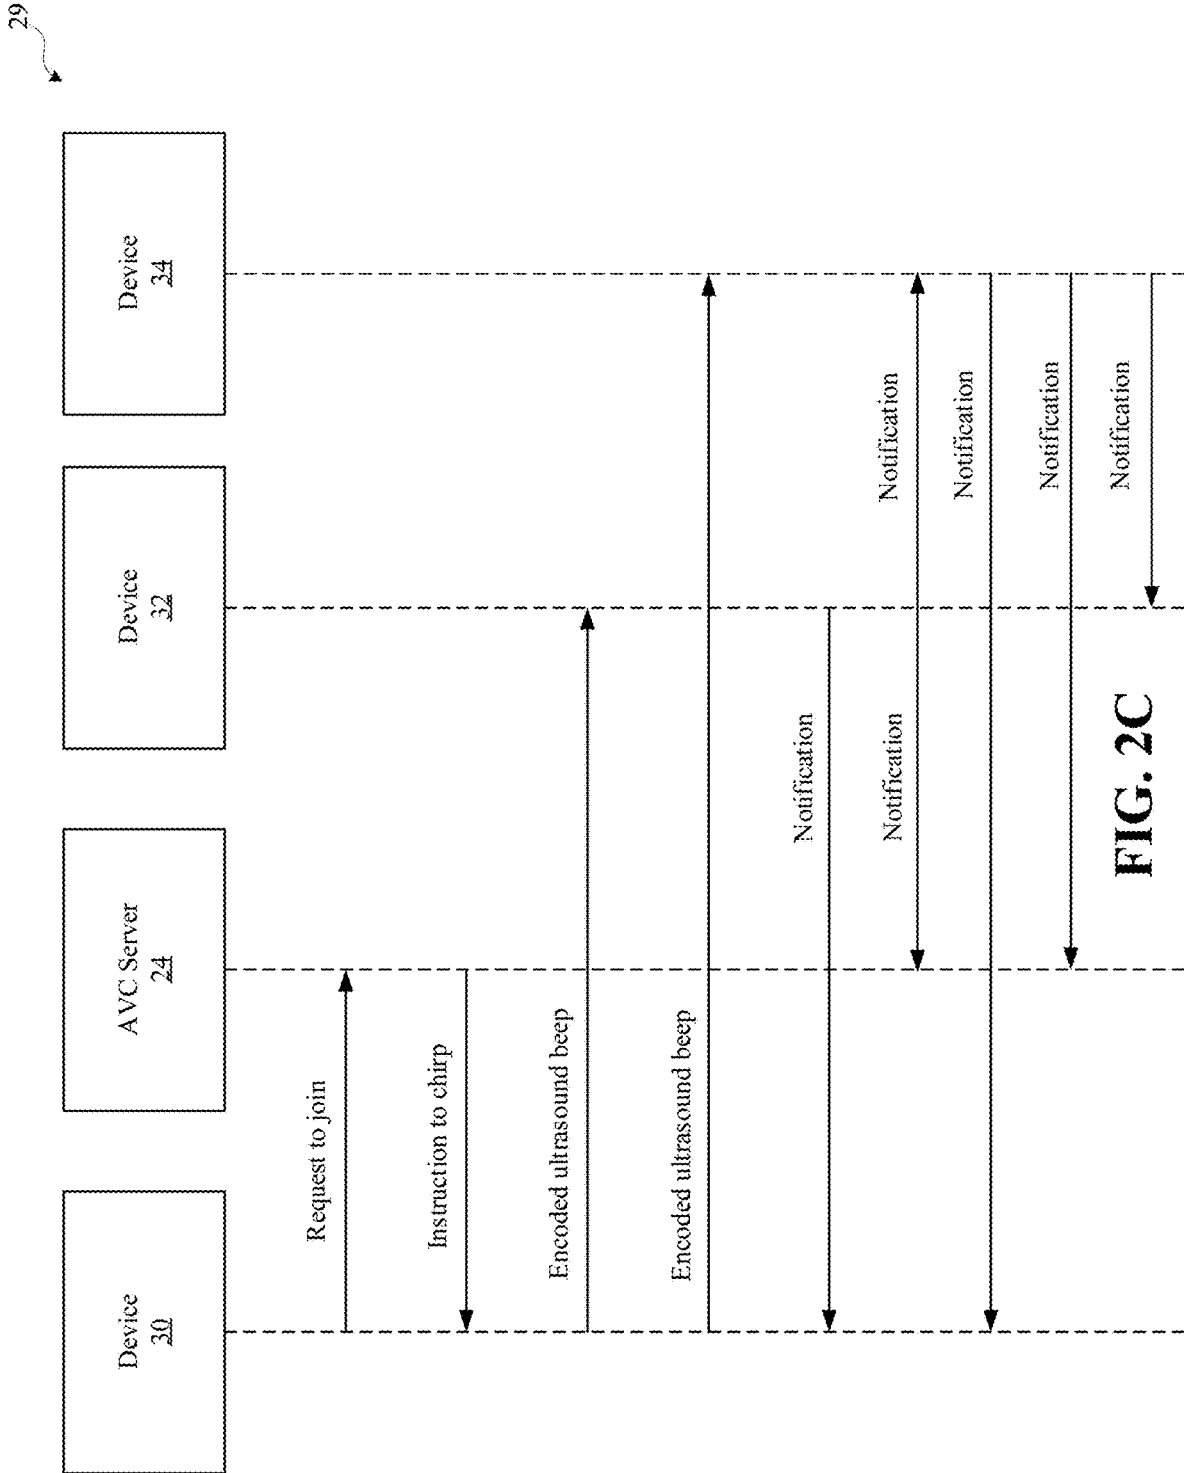 29
Device
30
AVC Server
24
Device
32
Device
34
Request to join
Instruction to chirp
Encoded ultrasound beep
Encoded ultrasound beep
Notification
Notification
Notification
Notification
Notification
Notification
FIG. 2C